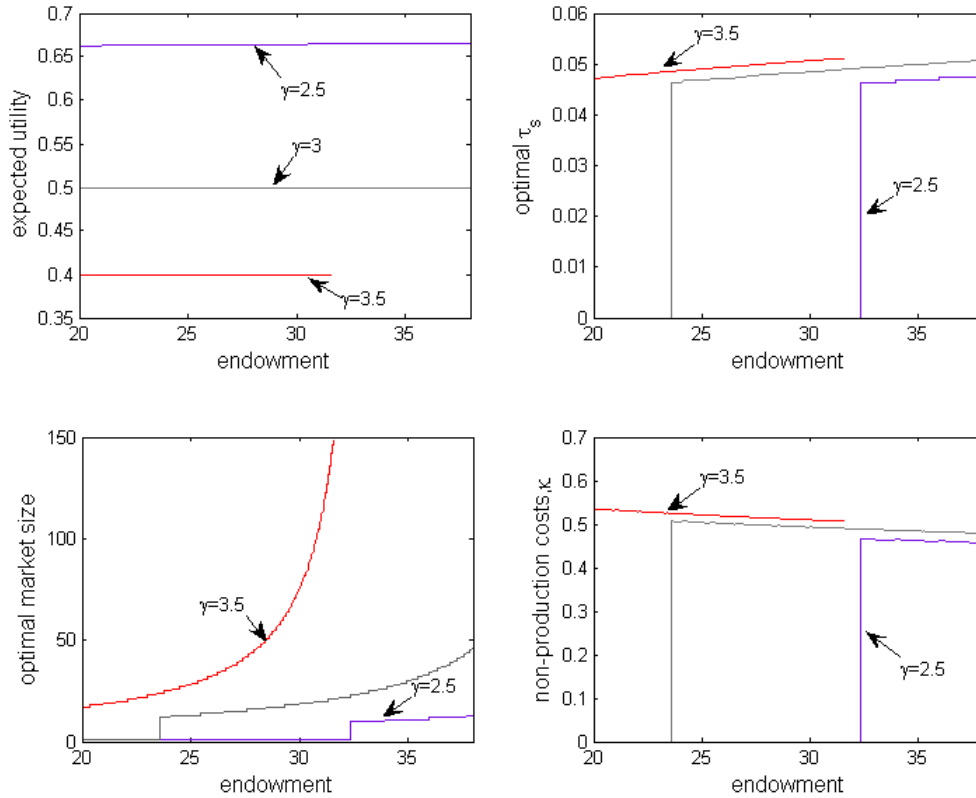 0.7
0.65
0.6
0.55
0.5
0.45
0.4
0.35
expected utility
γ=2.5
γ=3
γ=3.5
20
25
30
35
endowment
0.06
0.05
0.04
0.03
0.02
0.01
0
optimal τs
γ=3.5
γ=2.5
20
25
30
35
endowment
150
100
50
0
optimal market size
γ=3.5
γ=2.5
20
25
30
35
endowment
0.7
0.6
0.5
0.4
0.3
0.2
0.1
0
non-production costs,κ
γ=3.5
γ=2.5
20
25
30
35
endowment